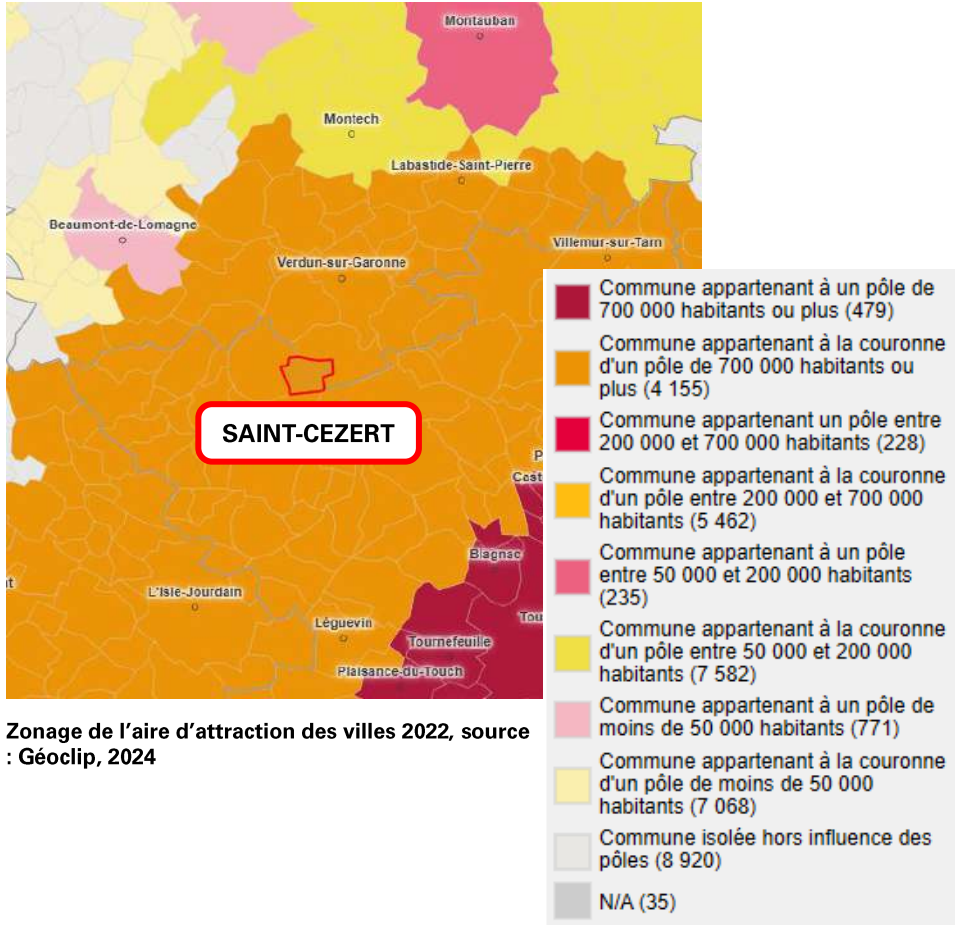 Montauban
Montech
Labastide-Saint-Pierre
Beaumont-de-Lomagne
Villemur-sur-Tarn
Verdun-sur-Garonne
SAINT-CEZERT
P
Cast
Blagnac
nt
L'Isle-Jourdain
Léguevin
Tou
Tournefeuille
Plaisance-du-Touch
Zonage de l'aire d'attraction des villes 2022, source
: Géoclip, 2024
Commune appartenant à un pôle de
700 000 habitants ou plus (479)
Commune appartenant à la couronne
d'un pôle de 700 000 habitants ou
plus (4 155)
Commune appartenant un pôle entre
200 000 et 700 000 habitants (228)
Commune appartenant à la couronne
d'un pôle entre 200 000 et 700 000
habitants (5 462)
Commune appartenant à un pôle
entre 50 000 et 200 000 habitants
(235)
Commune appartenant à la couronne
d'un pôle entre 50 000 et 200 000
habitants (7 582)
Commune appartenant à un pôle de
moins de 50 000 habitants (771)
Commune appartenant à la couronne
d'un pôle de moins de 50 000
habitants (7 068)
Commune isolée hors influence des
pôles (8 920)
N/A (35)